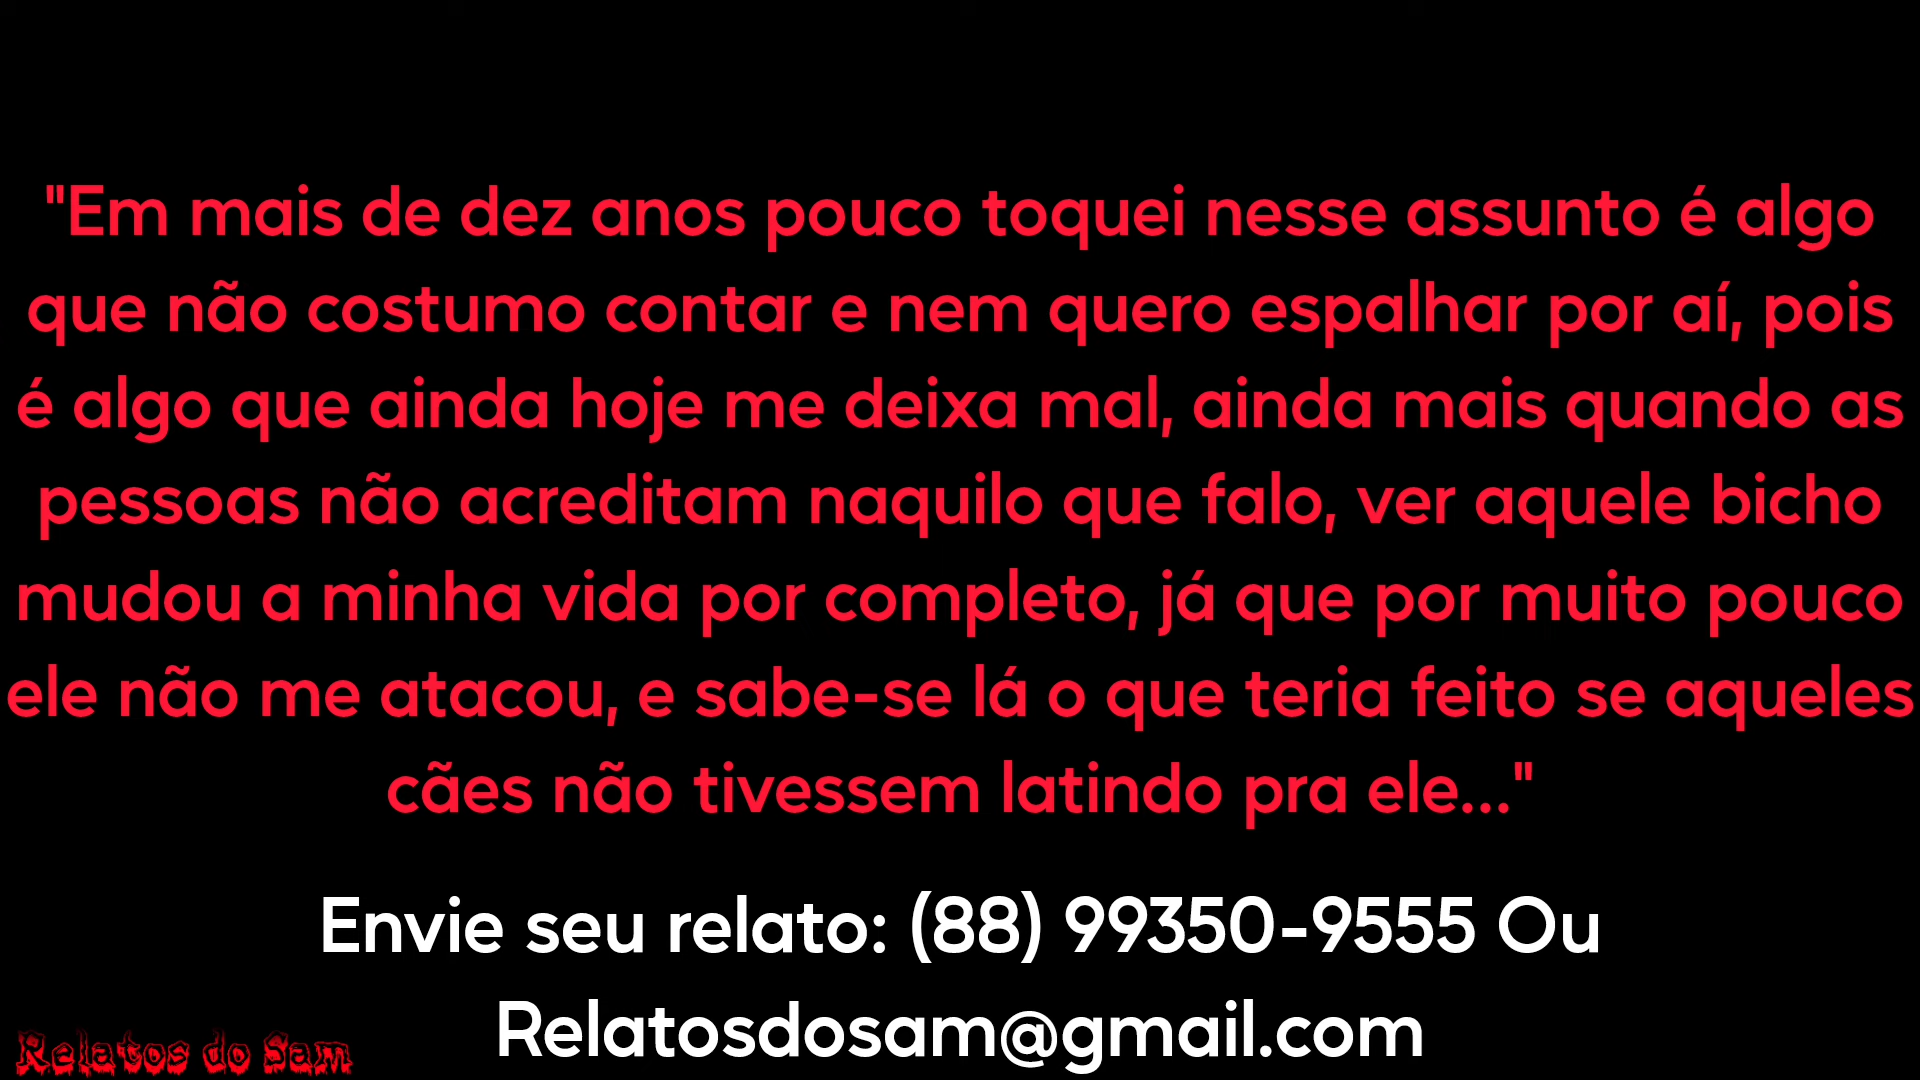 "Em mais de dez anos pouco toquei nesse assunto é algo
que não costumo contar e nem quero espalhar por aí, pois
é algo que ainda hoje me deixa mal, ainda mais quando as
pessoas não acreditam naquilo que falo, ver aquele bicho
mudou a minha vida por completo, já que por muito pouco
ele não me atacou, e sabe-se lá o que teria feito se aqueles
cães não tivessem latindo pra ele..."
Envie seu relato: (88) 99350-9555 Ou
Relatosdosam@gmail.com
Relatos do Sam